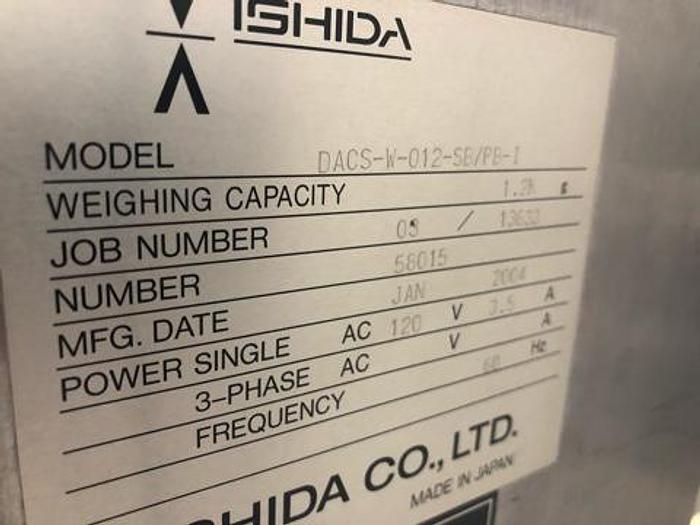 ISHIDA
MODEL DACS-W-012-SB/PB-I
WEIGHING CAPACITY 1.2K g
JOB NUMBER 03 / 13633
NUMBER 58015
MFG. DATE JAN 2004
POWER SINGLE AC 120 V 3.5 A
3-PHASE AC V A
FREQUENCY 60 Hz
SHIDA CO., LTD.
MADE IN JAPAN